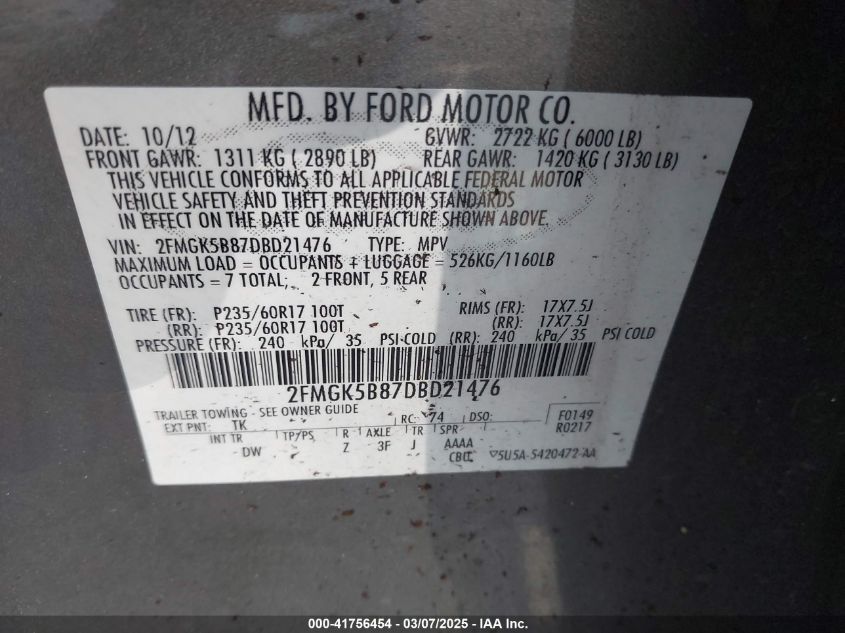 MFD. BY FORD MOTOR CO.
DATE: 10/12 GVWR: 2722 KG ( 6000 LB)
FRONT GAWR: 1311 KG ( 2890 LB) REAR GAWR: 1420 KG ( 3130 LB)
THIS VEHICLE CONFORMS TO ALL APPLICABLE FEDERAL MOTOR
VEHICLE SAFETY AND THEFT PREVENTION STANDARDS
IN EFFECT ON THE DATE OF MANUFACTURE SHOWN ABOVE.
VIN: 2FMGK5B87DBD21476 TYPE: MPV
MAXIMUM LOAD = OCCUPANTS + LUGGAGE = 526KG/1160LB
OCCUPANTS = 7 TOTAL; 2 FRONT, 5 REAR
TIRE (FR): P235/60R17 100T RIMS (FR): 17X7.5J
(RR): P235/60R17 100T (RR): 17X7.5J
PRESSURE (FR): 240 kPa/ 35 PSI-COLD (RR): 240 kPa/ 35 PSI COLD
2FMGK5B87DBD21476
TRAILER TOWING - SEE OWNER GUIDE
EXT PNT: TK RC: 74 DSO: F0149
R0217
INT TR TP/PS R AXLE TR SPR
DW Z 3F J AAAA
5U5A-5420472-AA
000-41756454 - 03/07/2025 - IAA Inc.